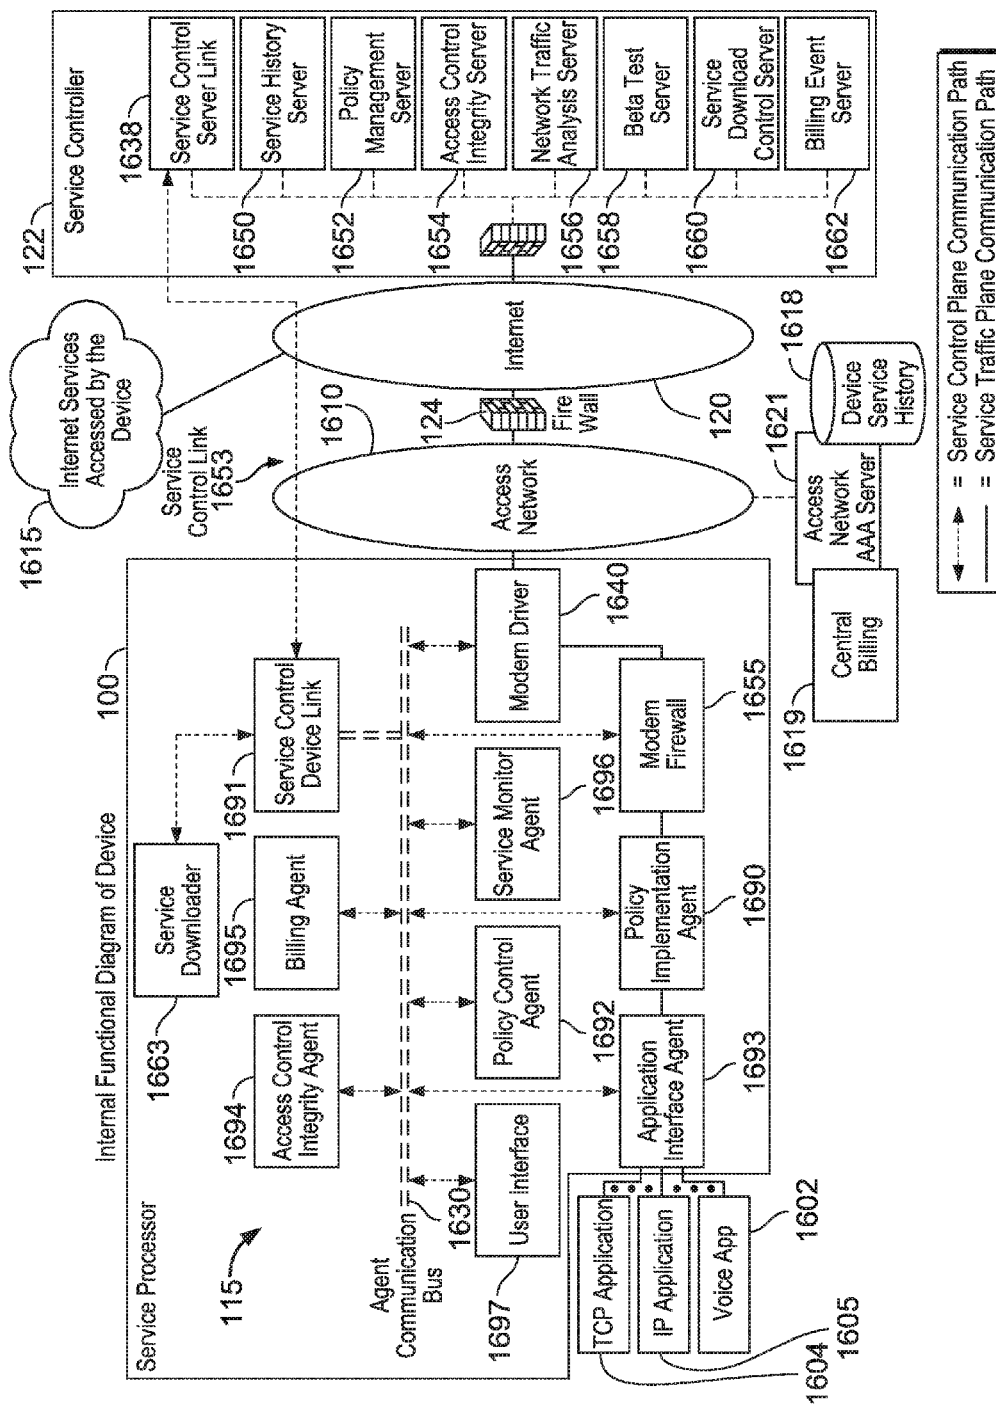 Internal Functional Diagram of Device
100
Service Processor
115
1663
Service
Downloader
1694
Access Control
Integrity Agent
1695
Billing Agent
1691
Service Control
Device Link
Agent
Communication
Bus
1630
User Interface
1697
Policy Control
Agent
1692
Service Monitor
Agent
1696
Modem Driver
1640
Application
Interface Agent
1693
Policy
Implementation
Agent
1690
Modem
Firewall
1655
TCP Application
1604
IP Application
1605
Voice App
1602
1615
Internet Services
Accessed by the
Device
Service
Control Link
1653
1610
Access
Network
124
Fire
Wall
Internet
120
1621
Access
Network
AAA Server
1618
Device
Service
History
Central
Billing
1619
122
Service Controller
1638
Service Control
Server Link
1650
Service History
Server
1652
Policy
Management
Server
1654
Access Control
Integrity Server
1656
Network Traffic
Analysis Server
1658
Beta Test
Server
1660
Service
Download
Control Server
1662
Billing Event
Server
= Service Control Plane Communication Path
= Service Traffic Plane Communication Path